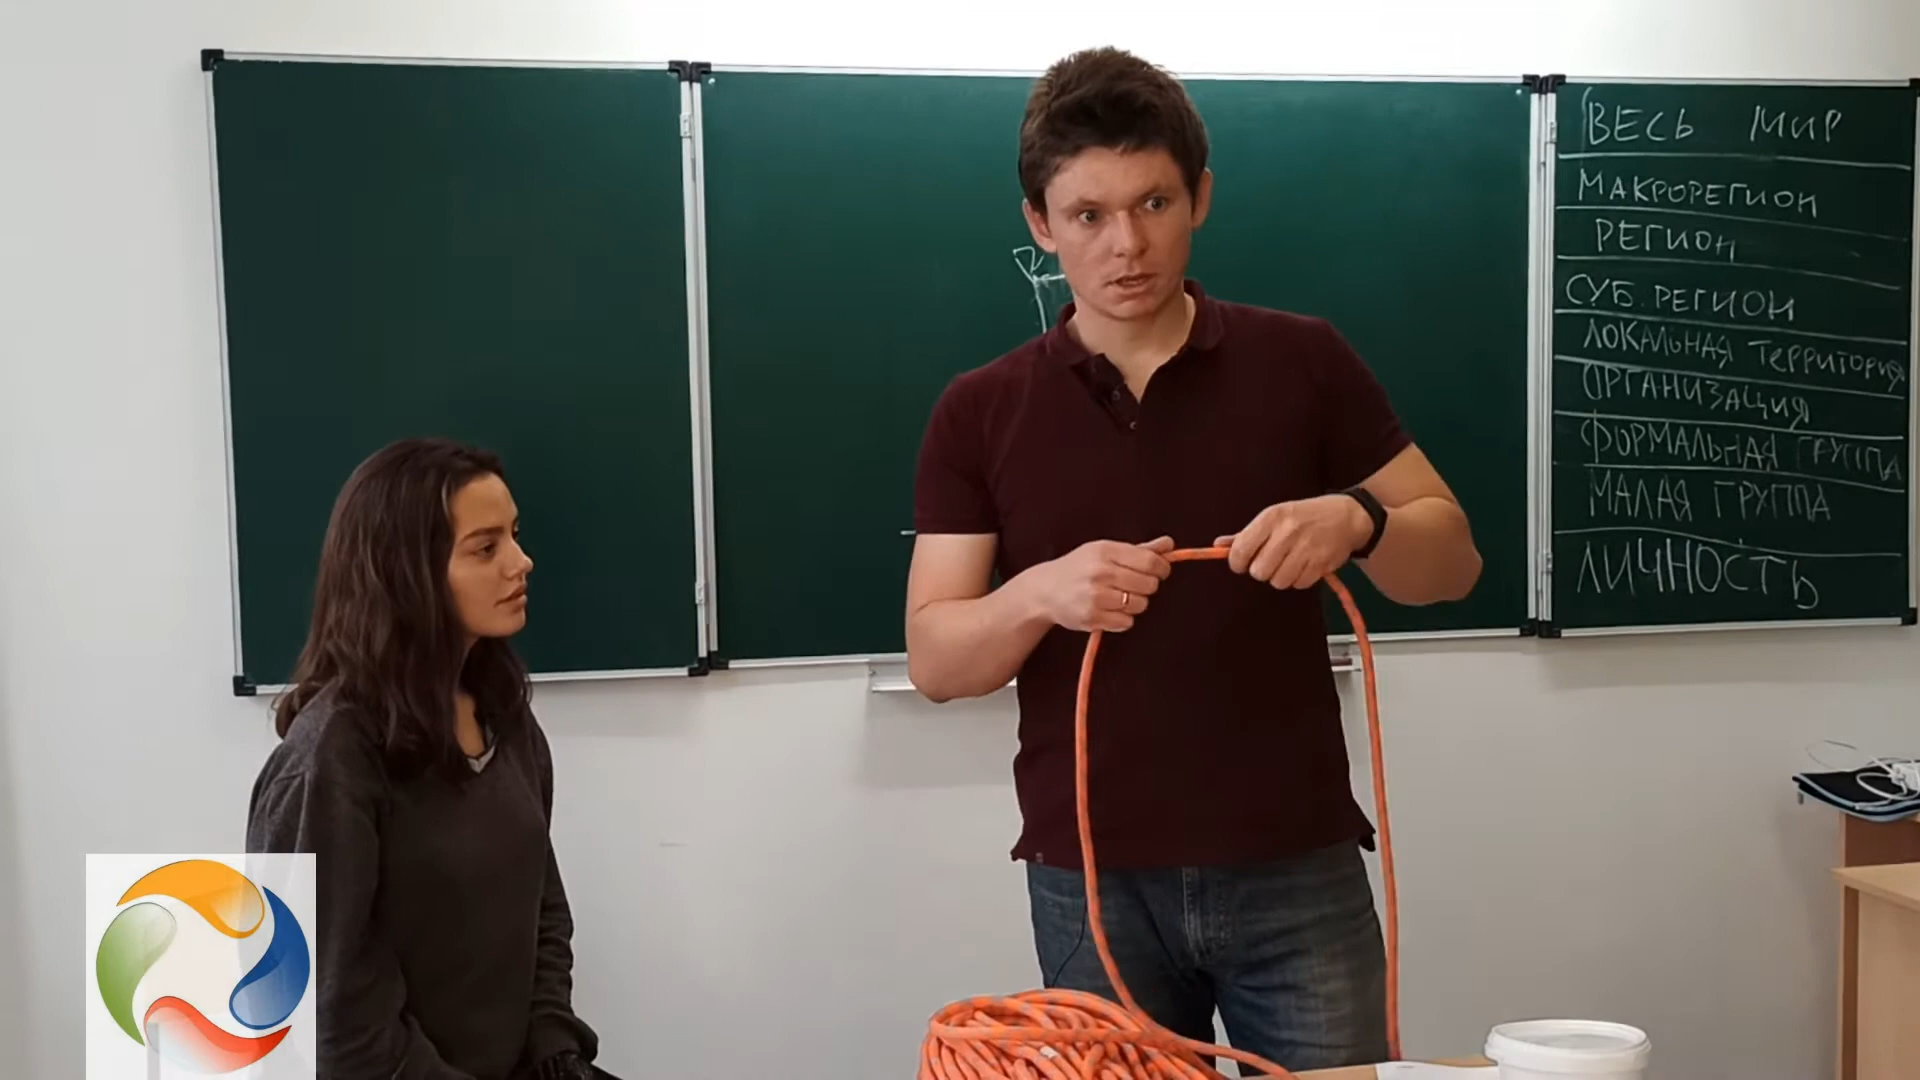 ВЕСЬ МИР
МАКРОРЕГИОН
РЕГИОН
СУБ. РЕГИОН
ЛОКАЛЬНАЯ ТЕРРИТОРИЯ
ОРГАНИЗАЦИЯ
ФОРМАЛЬНАЯ ГРУППА
МАЛАЯ ГРУППА
ЛИЧНОСТЬ